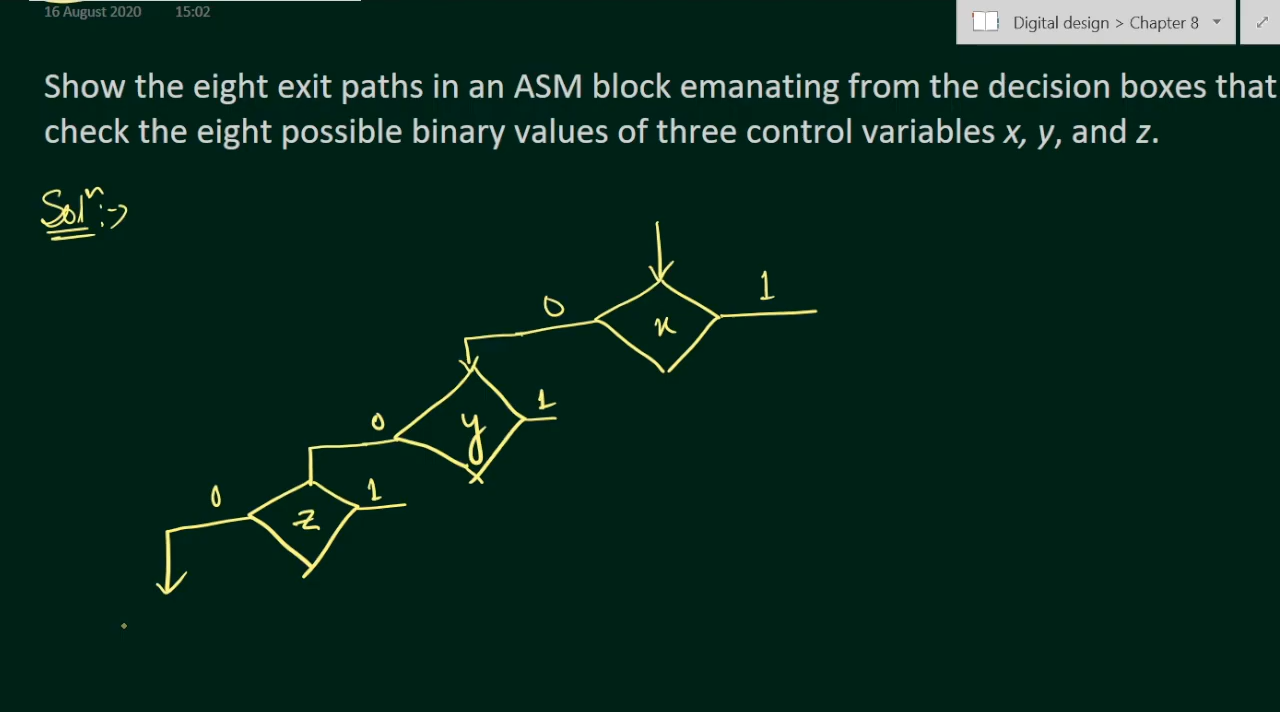 16 August 2020 15:02
Digital design > Chapter 8
Show the eight exit paths in an ASM block emanating from the decision boxes that
check the eight possible binary values of three control variables x, y, and z.
Solⁿ :->
0 x 1
0 y 1
0 z 1